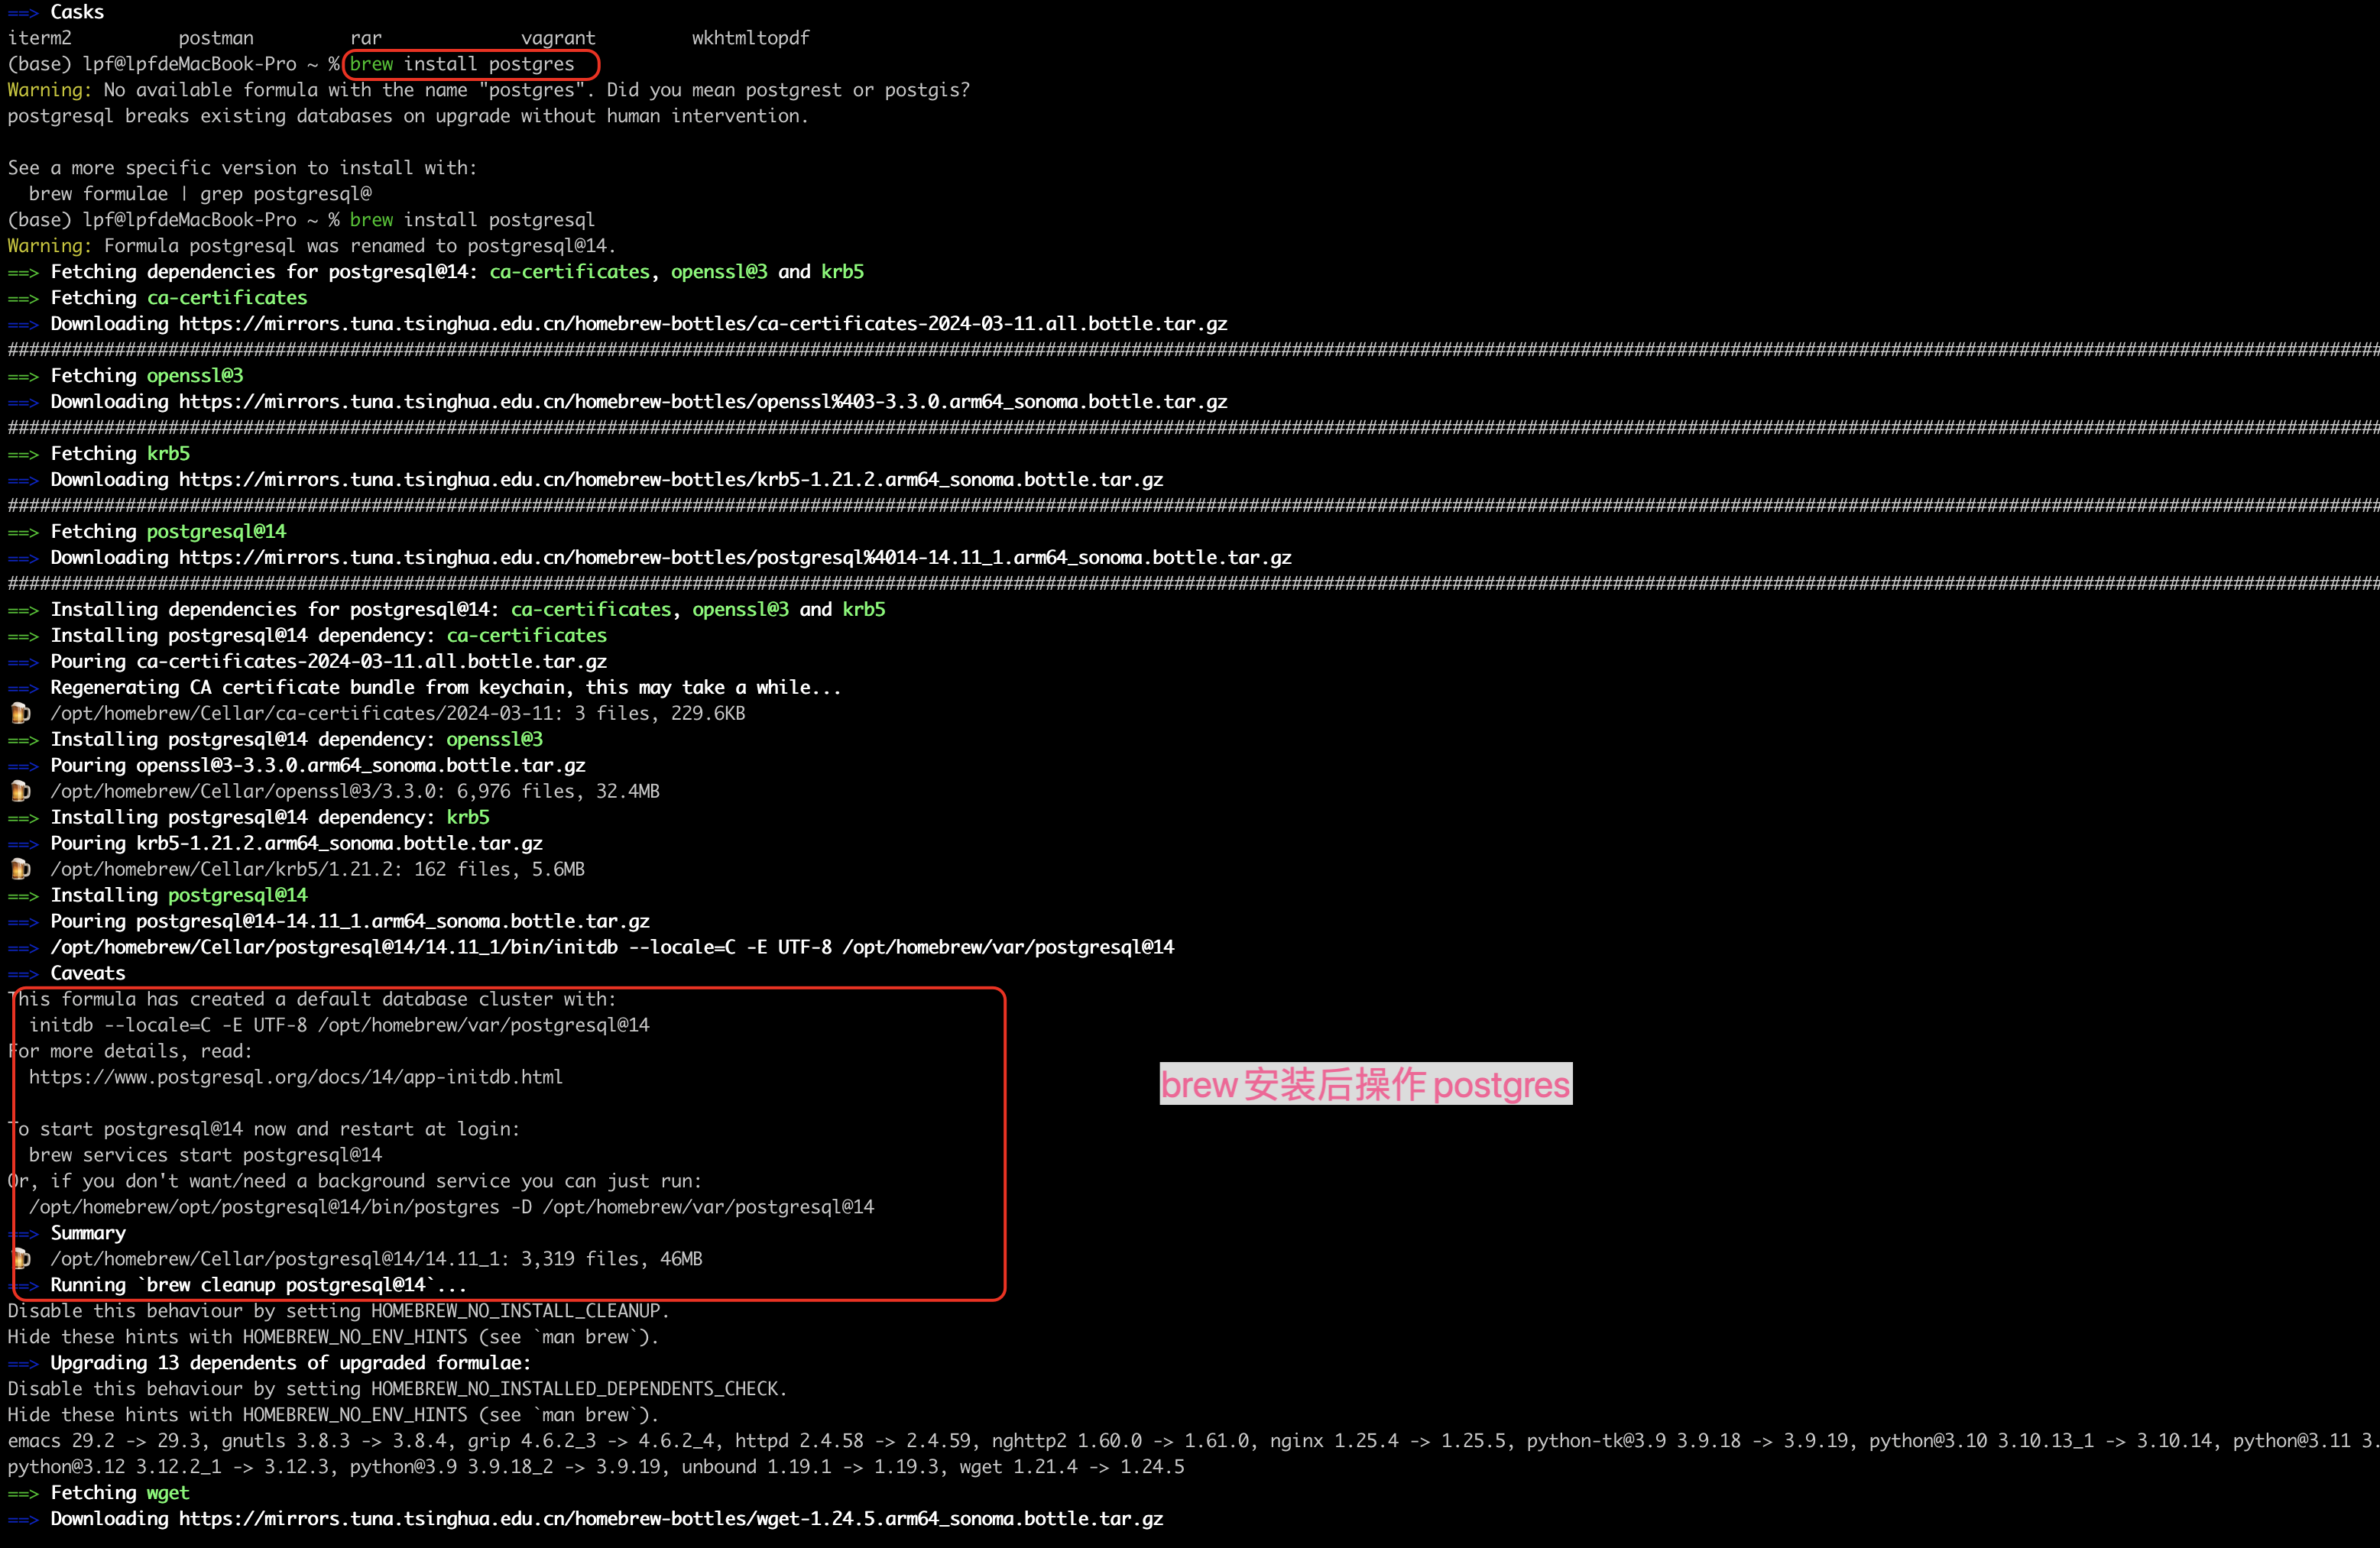 ==> Casks
iterm2 postman rar vagrant wkhtmltopdf
(base) lpf@lpfdeMacBook-Pro ~ % brew install postgres
Warning: No available formula with the name "postgres". Did you mean postgrest or postgis?
postgresql breaks existing databases on upgrade without human intervention.
See a more specific version to install with:
brew formulae | grep postgresql@
(base) lpf@lpfdeMacBook-Pro ~ % brew install postgresql
Warning: Formula postgresql was renamed to postgresql@14.
==> Fetching dependencies for postgresql@14: ca-certificates, openssl@3 and krb5
==> Fetching ca-certificates
==> Downloading https://mirrors.tuna.tsinghua.edu.cn/homebrew-bottles/ca-certificates-2024-03-11.all.bottle.tar.gz
==> Fetching openssl@3
==> Downloading https://mirrors.tuna.tsinghua.edu.cn/homebrew-bottles/openssl%403-3.3.0.arm64_sonoma.bottle.tar.gz
==> Fetching krb5
==> Downloading https://mirrors.tuna.tsinghua.edu.cn/homebrew-bottles/krb5-1.21.2.arm64_sonoma.bottle.tar.gz
==> Fetching postgresql@14
==> Downloading https://mirrors.tuna.tsinghua.edu.cn/homebrew-bottles/postgresql%4014-14.11_1.arm64_sonoma.bottle.tar.gz
==> Installing dependencies for postgresql@14: ca-certificates, openssl@3 and krb5
==> Installing postgresql@14 dependency: ca-certificates
==> Pouring ca-certificates-2024-03-11.all.bottle.tar.gz
==> Regenerating CA certificate bundle from keychain, this may take a while...
🍺 /opt/homebrew/Cellar/ca-certificates/2024-03-11: 3 files, 229.6KB
==> Installing postgresql@14 dependency: openssl@3
==> Pouring openssl@3-3.3.0.arm64_sonoma.bottle.tar.gz
🍺 /opt/homebrew/Cellar/openssl@3/3.3.0: 6,976 files, 32.4MB
==> Installing postgresql@14 dependency: krb5
==> Pouring krb5-1.21.2.arm64_sonoma.bottle.tar.gz
🍺 /opt/homebrew/Cellar/krb5/1.21.2: 162 files, 5.6MB
==> Installing postgresql@14
==> Pouring postgresql@14-14.11_1.arm64_sonoma.bottle.tar.gz
==> /opt/homebrew/Cellar/postgresql@14/14.11_1/bin/initdb --locale=C -E UTF-8 /opt/homebrew/var/postgresql@14
==> Caveats
This formula has created a default database cluster with:
initdb --locale=C -E UTF-8 /opt/homebrew/var/postgresql@14
For more details, read:
https://www.postgresql.org/docs/14/app-initdb.html
brew安装后操作postgres
To start postgresql@14 now and restart at login:
brew services start postgresql@14
Or, if you don't want/need a background service you can just run:
/opt/homebrew/opt/postgresql@14/bin/postgres -D /opt/homebrew/var/postgresql@14
==> Summary
🍺 /opt/homebrew/Cellar/postgresql@14/14.11_1: 3,319 files, 46MB
==> Running `brew cleanup postgresql@14`...
Disable this behaviour by setting HOMEBREW_NO_INSTALL_CLEANUP.
Hide these hints with HOMEBREW_NO_ENV_HINTS (see `man brew`).
==> Upgrading 13 dependents of upgraded formulae:
Disable this behaviour by setting HOMEBREW_NO_INSTALLED_DEPENDENTS_CHECK.
Hide these hints with HOMEBREW_NO_ENV_HINTS (see `man brew`).
emacs 29.2 -> 29.3, gnutls 3.8.3 -> 3.8.4, grip 4.6.2_3 -> 4.6.2_4, httpd 2.4.58 -> 2.4.59, nghttp2 1.60.0 -> 1.61.0, nginx 1.25.4 -> 1.25.5, python-tk@3.9 3.9.18 -> 3.9.19, python@3.10 3.10.13_1 -> 3.10.14, python@3.11 3.
python@3.12 3.12.2_1 -> 3.12.3, python@3.9 3.9.18_2 -> 3.9.19, unbound 1.19.1 -> 1.19.3, wget 1.21.4 -> 1.24.5
==> Fetching wget
==> Downloading https://mirrors.tuna.tsinghua.edu.cn/homebrew-bottles/wget-1.24.5.arm64_sonoma.bottle.tar.gz